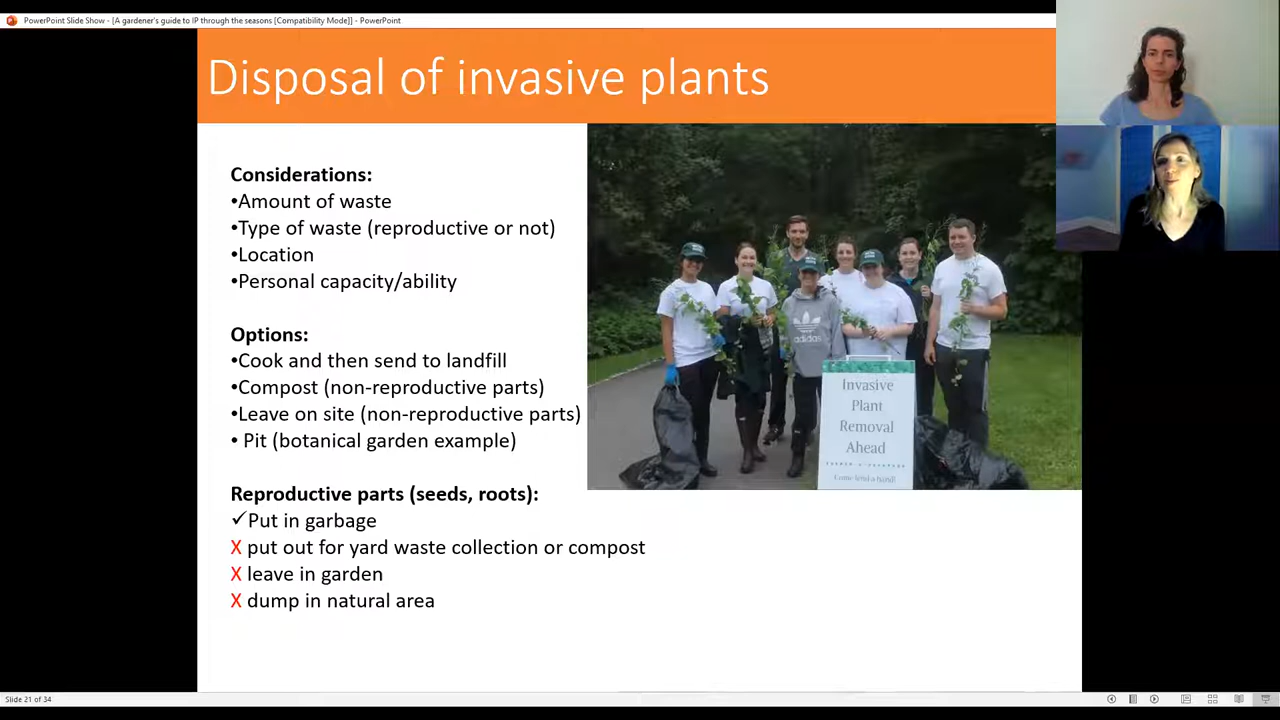 PowerPoint Slide Show - [A gardener's guide to IP through the seasons [Compatibility Mode]] - PowerPoint
Disposal of invasive plants
Considerations:
•Amount of waste
•Type of waste (reproductive or not)
•Location
•Personal capacity/ability
Options:
•Cook and then send to landfill
•Compost (non-reproductive parts)
•Leave on site (non-reproductive parts)
• Pit (botanical garden example)
Reproductive parts (seeds, roots):
✓Put in garbage
X put out for yard waste collection or compost
X leave in garden
X dump in natural area
adidas
Invasive
Plant
Removal
Ahead
Come lend a hand!
Slide 21 of 34